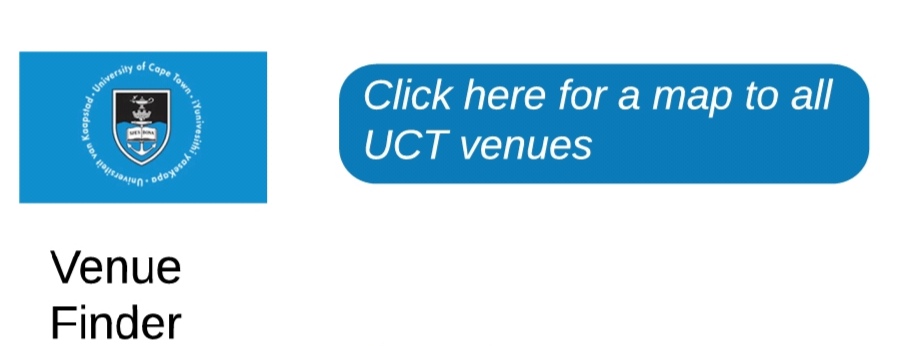 University of Cape Town · iYunivesithi yaseKapa · Universiteit van Kaapstad
SPES BONA
Click here for a map to all
UCT venues
Venue
Finder